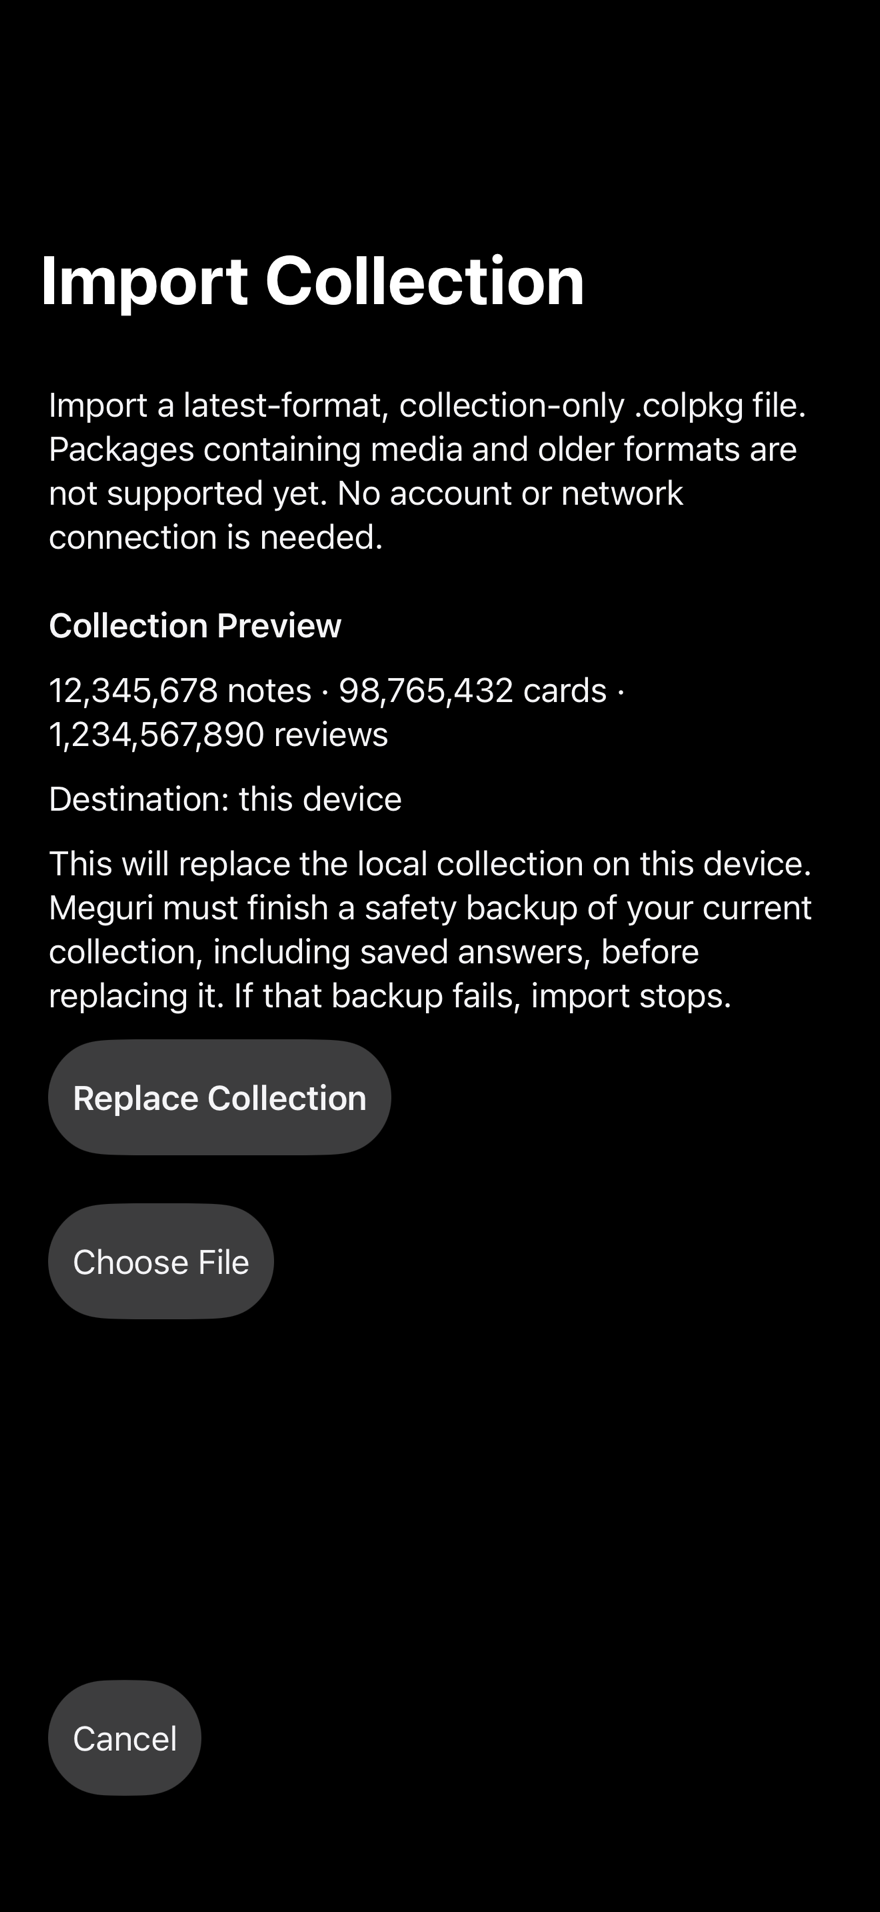 Import Collection
Import a latest-format, collection-only .colpkg file.
Packages containing media and older formats are
not supported yet. No account or network
connection is needed.
Collection Preview
12,345,678 notes · 98,765,432 cards ·
1,234,567,890 reviews
Destination: this device
This will replace the local collection on this device.
Meguri must finish a safety backup of your current
collection, including saved answers, before
replacing it. If that backup fails, import stops.
Replace Collection
Choose File
Cancel